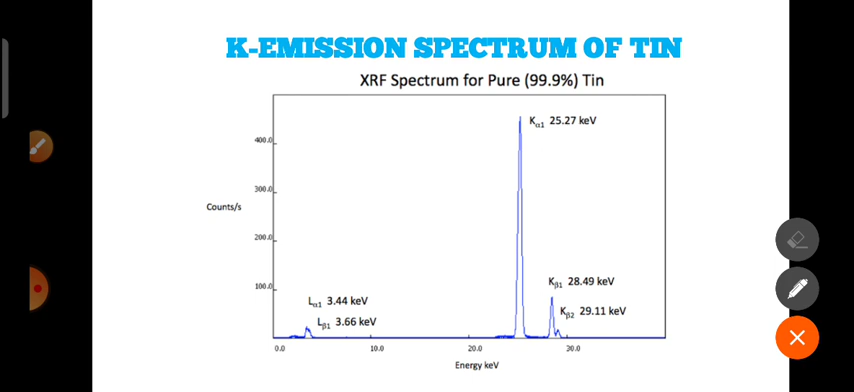 K-EMISSION SPECTRUM OF TIN
XRF Spectrum for Pure (99.9%) Tin
Kα1 25.27 keV
400.0
300.0
Counts/s
200.0
Kβ1 28.49 keV
100.0
Lα1 3.44 keV
Kβ2 29.11 keV
Lβ1 3.66 keV
0.0 10.0 20.0 30.0
Energy keV